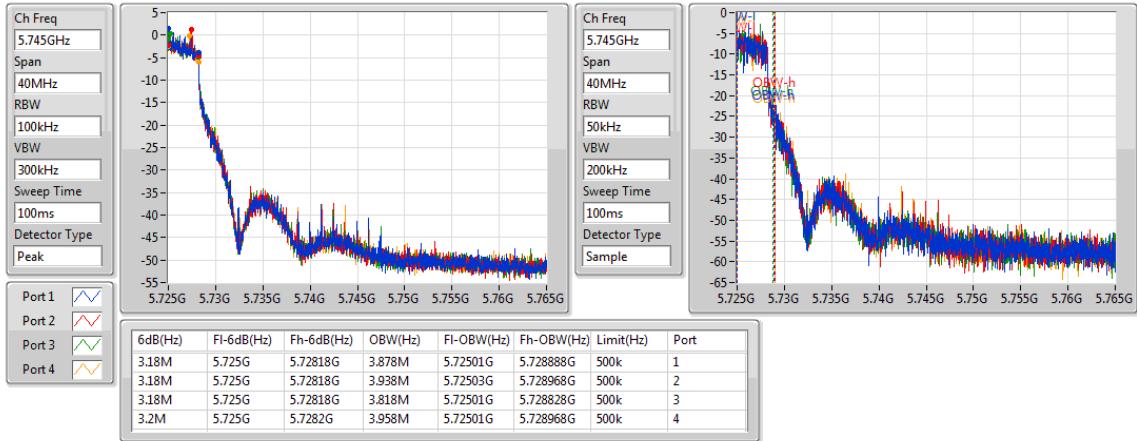 Ch Freq
5.745GHz
Span
40MHz
RBW
100kHz
VBW
300kHz
Sweep Time
100ms
Detector Type
Peak
5-
0-
-5-
-10-
-15-
-20-
-25-
-30-
-35-
-40-
-45-
-50-
-55-
5.725G 5.73G 5.735G 5.74G 5.745G 5.75G 5.755G 5.76G 5.765G
Ch Freq
5.745GHz
Span
40MHz
RBW
50kHz
VBW
200kHz
Sweep Time
100ms
Detector Type
Sample
0-
-5-
-10-
-15-
-20-
-25-
-30-
-35-
-40-
-45-
-50-
-55-
-60-
-65-
OBW-h
OBW-h
5.725G 5.73G 5.735G 5.74G 5.745G 5.75G 5.755G 5.76G 5.765G
Port 1
Port 2
Port 3
Port 4
6dB(Hz) Fl-6dB(Hz) Fh-6dB(Hz) OBW(Hz) Fl-OBW(Hz) Fh-OBW(Hz) Limit(Hz) Port
3.18M 5.725G 5.72818G 3.878M 5.72501G 5.728888G 500k 1
3.18M 5.725G 5.72818G 3.938M 5.72503G 5.728968G 500k 2
3.18M 5.725G 5.72818G 3.818M 5.72501G 5.728828G 500k 3
3.2M 5.725G 5.7282G 3.958M 5.72501G 5.728968G 500k 4